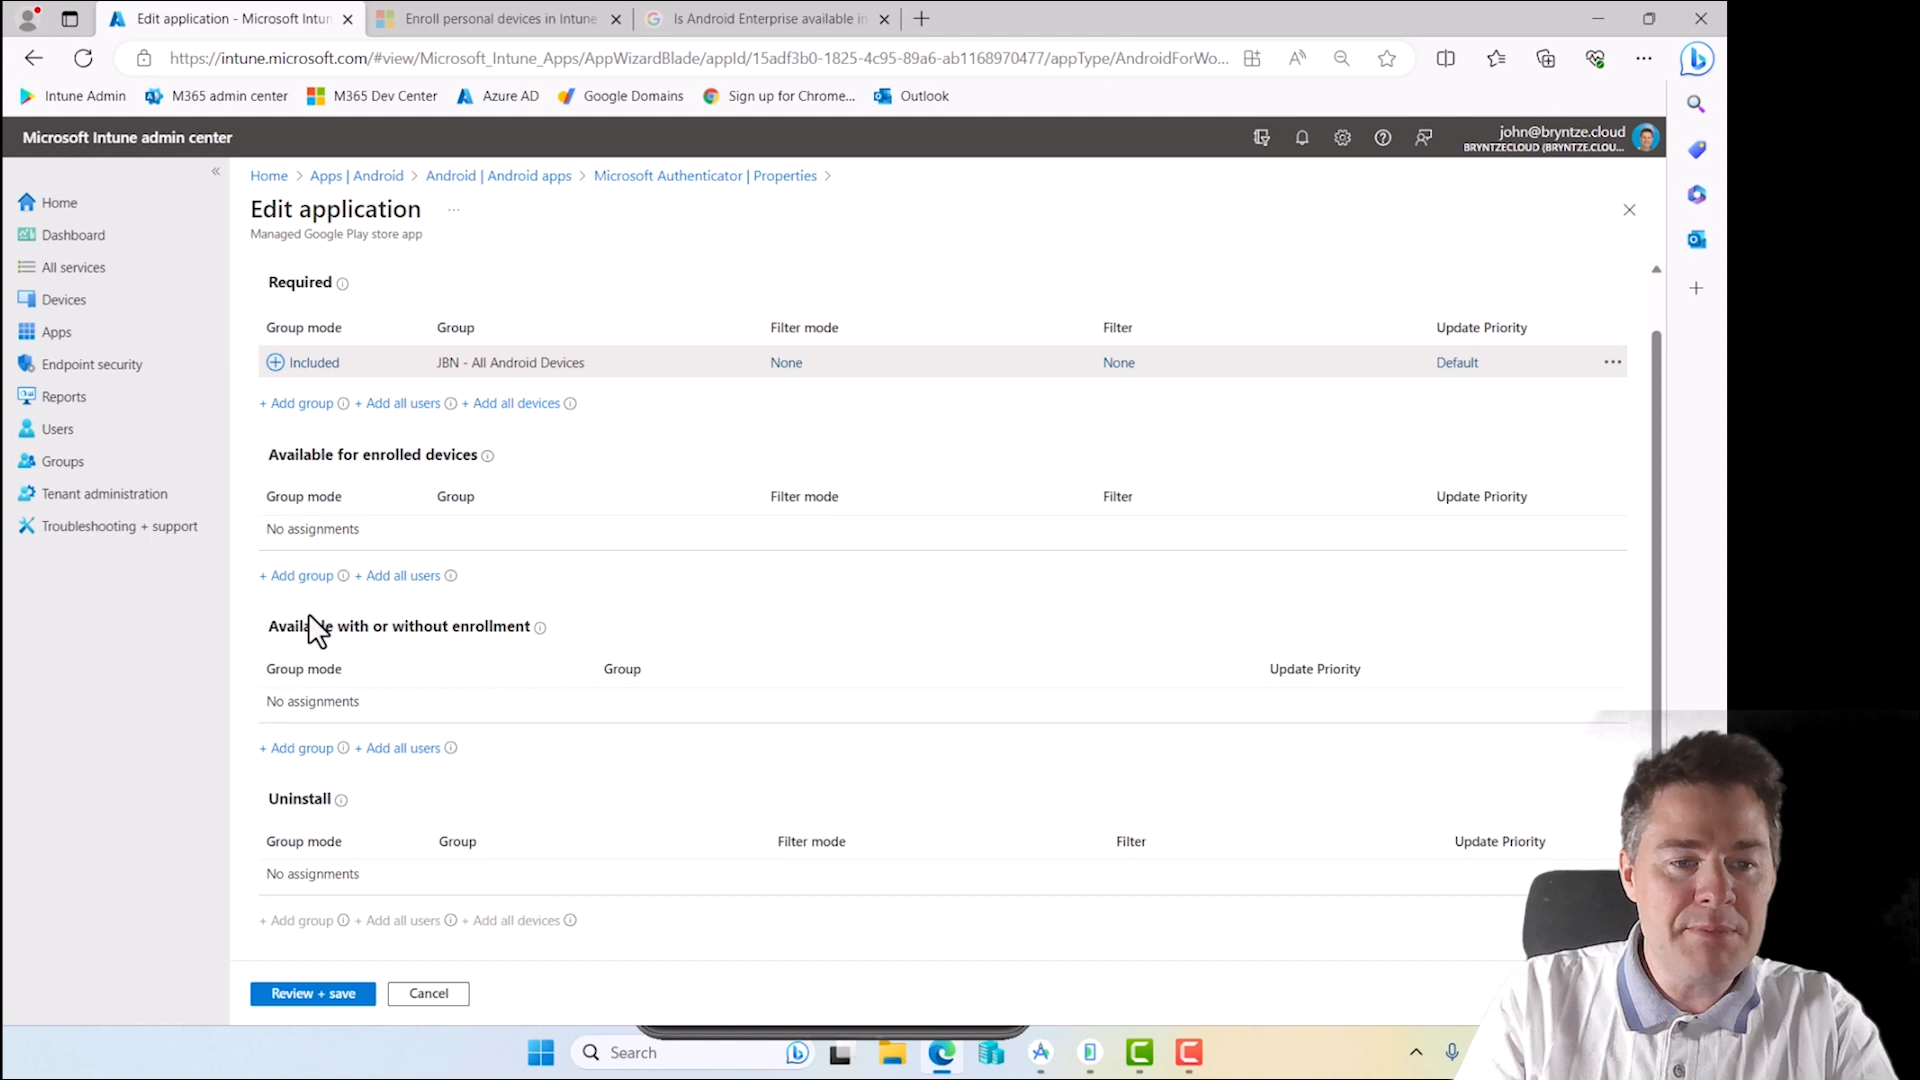 Edit application - Microsoft Intun
Enroll personal devices in Intune
Is Android Enterprise available in
https://intune.microsoft.com/#view/Microsoft_Intune_Apps/AppWizardBlade/appId/15adf3b0-1825-4c95-89a6-ab1168970477/appType/AndroidForWo...
Intune Admin
M365 admin center
M365 Dev Center
Azure AD
Google Domains
Sign up for Chrome...
Outlook
Microsoft Intune admin center
john@bryntze.cloud
BRYNTZECLOUD (BRYNTZE.CLOU...
Home > Apps | Android > Android | Android apps > Microsoft Authenticator | Properties >
Edit application ...
Managed Google Play store app
Home
Dashboard
All services
Devices
Apps
Endpoint security
Reports
Users
Groups
Tenant administration
Troubleshooting + support
Required
Group mode Group Filter mode Filter Update Priority
Included JBN - All Android Devices None None Default
+ Add group + Add all users + Add all devices
Available for enrolled devices
Group mode Group Filter mode Filter Update Priority
No assignments
+ Add group + Add all users
Available with or without enrollment
Group mode Group Update Priority
No assignments
+ Add group + Add all users
Uninstall
Group mode Group Filter mode Filter Update Priority
No assignments
+ Add group + Add all users + Add all devices
Review + save
Cancel
Search